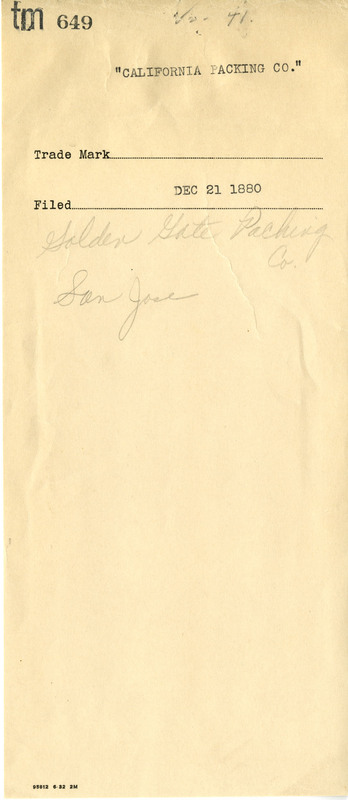 tm 649
"CALIFORNIA PACKING CO."
Trade Mark
DEC 21 1880
Filed
Golden Gate Packing
Co.
San Jose
95612 6-32 2M